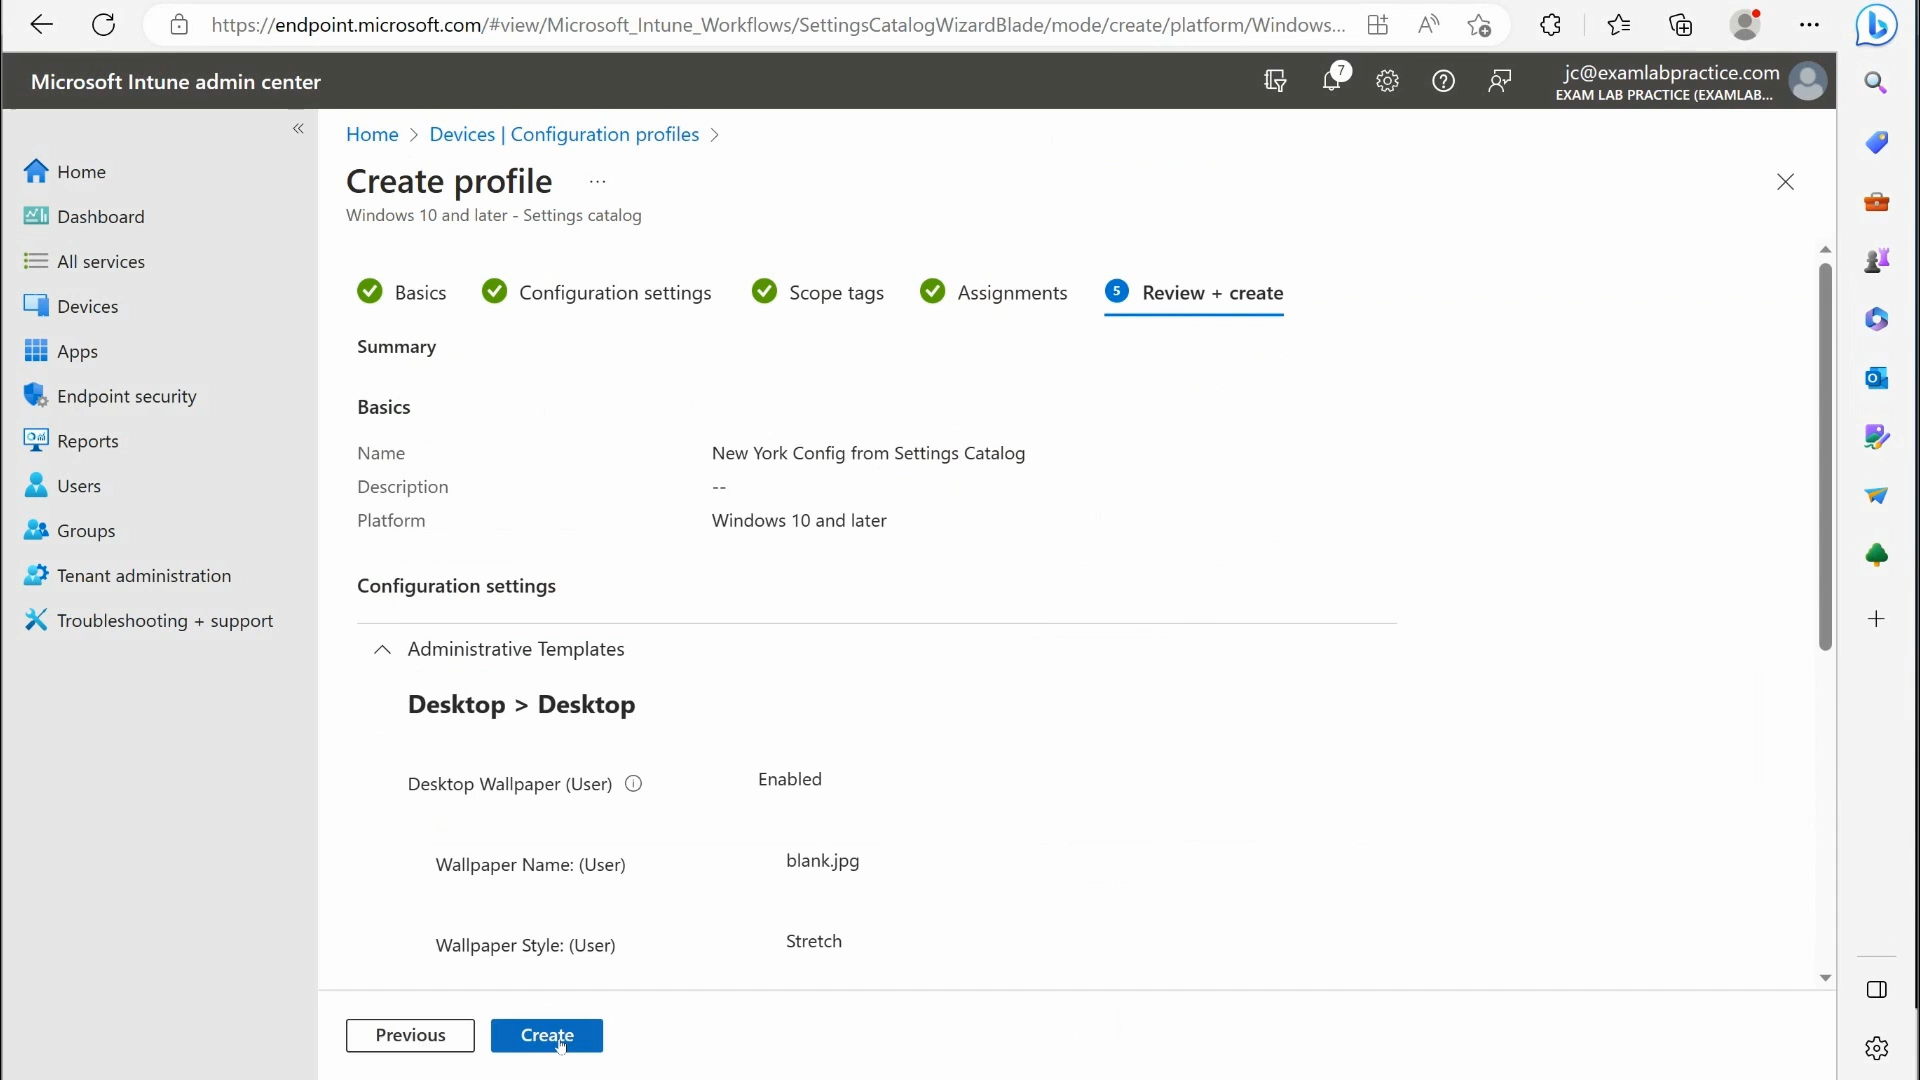 https://endpoint.microsoft.com/#view/Microsoft_Intune_Workflows/SettingsCatalogWizardBlade/mode/create/platform/Windows...
Microsoft Intune admin center
7
jc@examlabpractice.com
EXAM LAB PRACTICE (EXAMLAB...
«
Home > Devices | Configuration profiles >
Home
Dashboard
All services
Devices
Apps
Endpoint security
Reports
Users
Groups
Tenant administration
Troubleshooting + support
Create profile ...
Windows 10 and later - Settings catalog
Basics
Configuration settings
Scope tags
Assignments
5 Review + create
Summary
Basics
Name New York Config from Settings Catalog
Description --
Platform Windows 10 and later
Configuration settings
Administrative Templates
Desktop > Desktop
Desktop Wallpaper (User) Enabled
Wallpaper Name: (User) blank.jpg
Wallpaper Style: (User) Stretch
Previous
Create